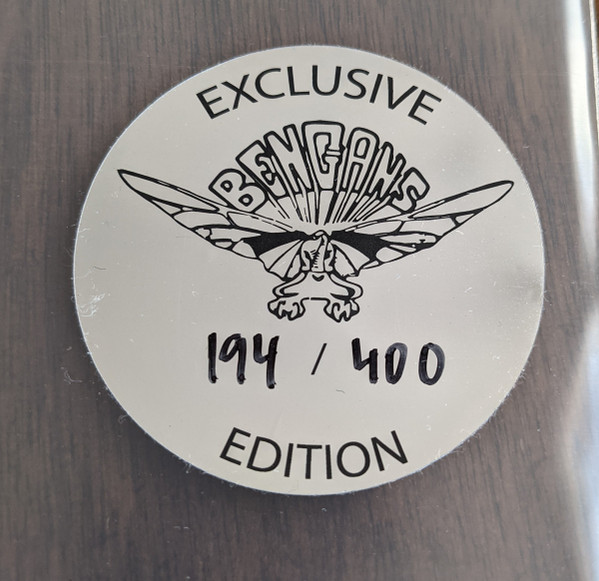 EXCLUSIVE
BENGANS
194 / 400
EDITION